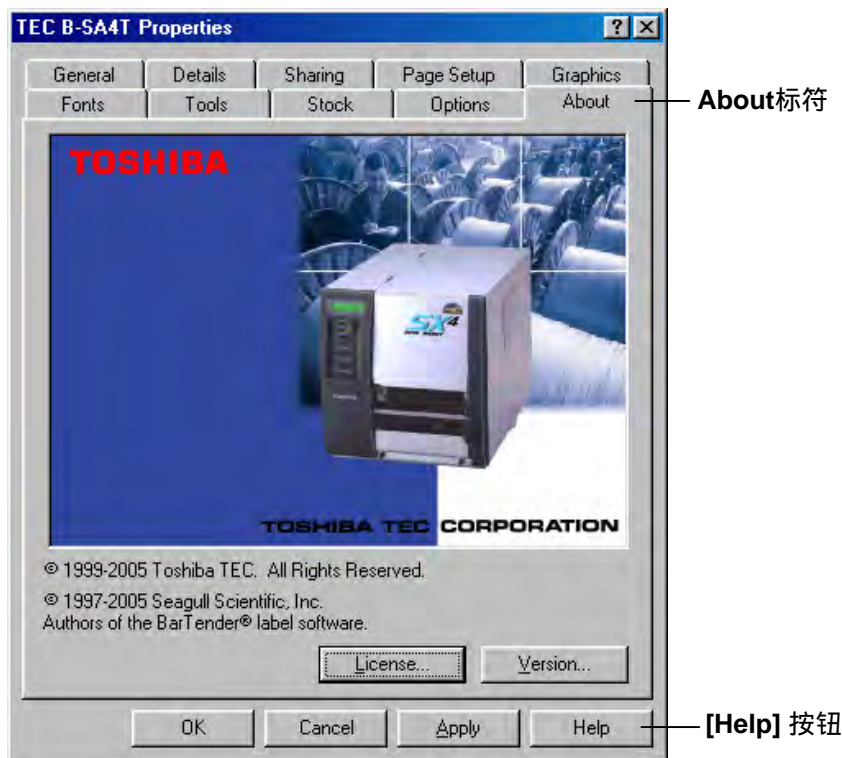 TEC B-SA4T Properties
General Details Sharing Page Setup Graphics
Fonts Tools Stock Options About
About标符
TOSHIBA
SX4
TOSHIBA TEC CORPORATION
© 1999-2005 Toshiba TEC. All Rights Reserved.
© 1997-2005 Seagull Scientific, Inc.
Authors of the BarTender® label software.
License... Version...
OK Cancel Apply Help
[Help] 按钮